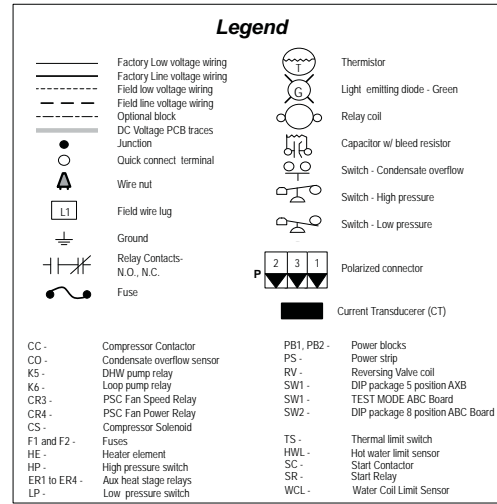 Legend
Factory Low voltage wiring
Factory Line voltage wiring
Field low voltage wiring
Field line voltage wiring
Optional block
DC Voltage PCB traces
Junction
Quick connect terminal
Wire nut
L1 Field wire lug
Ground
Relay Contacts-
N.O., N.C.
Fuse
T Thermistor
G Light emitting diode - Green
Relay coil
Capacitor w/ bleed resistor
Switch - Condensate overflow
Switch - High pressure
Switch - Low pressure
P 2 3 1 Polarized connector
Current Transducerer (CT)
CC - Compressor Contactor
CO - Condensate overflow sensor
K5 - DHW pump relay
K6 - Loop pump relay
CR3 - PSC Fan Speed Relay
CR4 - PSC Fan Power Relay
CS - Compressor Solenoid
F1 and F2 - Fuses
HE - Heater element
HP - High pressure switch
ER1 to ER4 - Aux heat stage relays
LP - Low pressure switch
PB1, PB2 - Power blocks
PS - Power strip
RV - Reversing Valve coil
SW1 - DIP package 5 position AXB
SW1 - TEST MODE ABC Board
SW2 - DIP package 8 position ABC Board
TS - Thermal limit switch
HWL - Hot water limit sensor
SC - Start Contactor
SR - Start Relay
WCL - Water Coil Limit Sensor